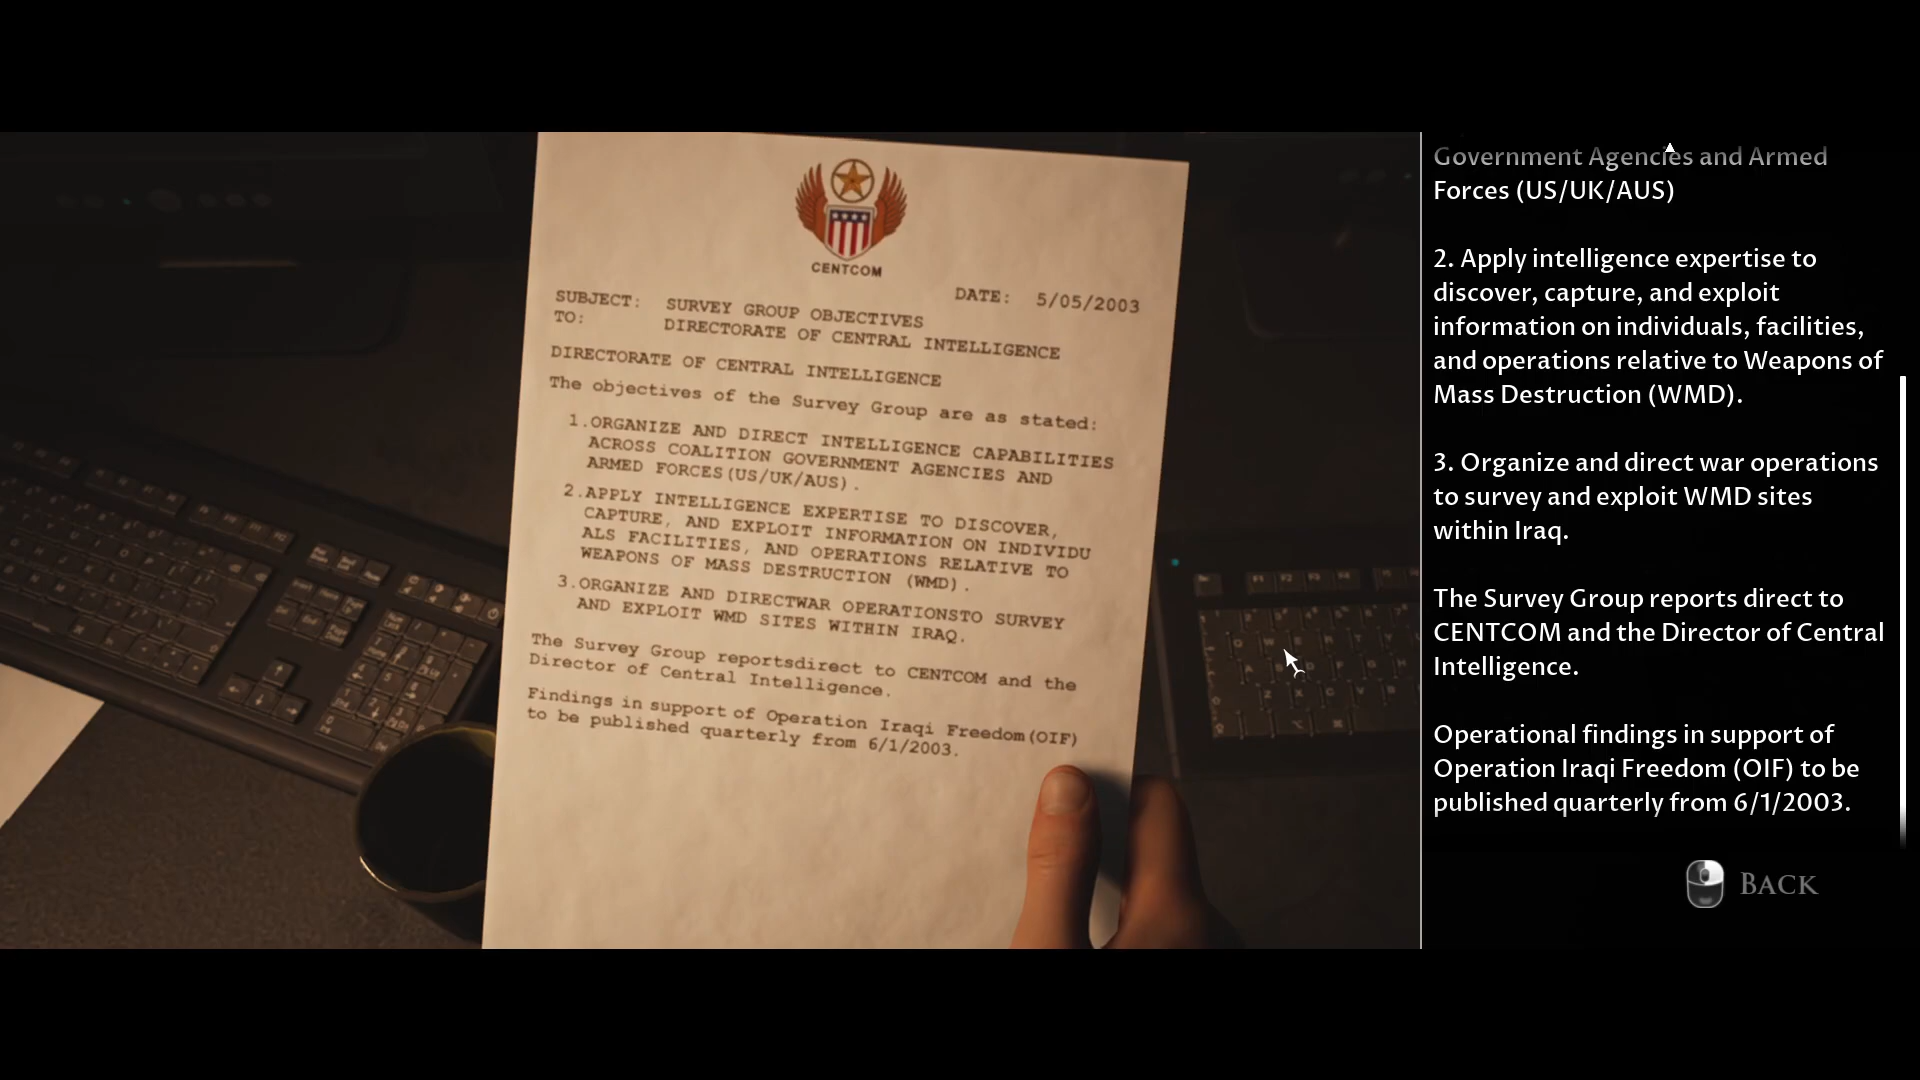 CENTCOM
DATE: 5/05/2003
SUBJECT: SURVEY GROUP OBJECTIVES
TO: DIRECTORATE OF CENTRAL INTELLIGENCE
DIRECTORATE OF CENTRAL INTELLIGENCE
The objectives of the Survey Group are as stated:
1.ORGANIZE AND DIRECT INTELLIGENCE CAPABILITIES
ACROSS COALITION GOVERNMENT AGENCIES AND
ARMED FORCES(US/UK/AUS).
2.APPLY INTELLIGENCE EXPERTISE TO DISCOVER,
CAPTURE, AND EXPLOIT INFORMATION ON INDIVIDU
ALS FACILITIES, AND OPERATIONS RELATIVE TO
WEAPONS OF MASS DESTRUCTION (WMD).
3.ORGANIZE AND DIRECTWAR OPERATIONSTO SURVEY
AND EXPLOIT WMD SITES WITHIN IRAQ.
The Survey Group reportsdirect to CENTCOM and the
Director of Central Intelligence.
Findings in support of Operation Iraqi Freedom(OIF)
to be published quarterly from 6/1/2003.
Government Agencies and Armed
Forces (US/UK/AUS)
2. Apply intelligence expertise to
discover, capture, and exploit
information on individuals, facilities,
and operations relative to Weapons of
Mass Destruction (WMD).
3. Organize and direct war operations
to survey and exploit WMD sites
within Iraq.
The Survey Group reports direct to
CENTCOM and the Director of Central
Intelligence.
Operational findings in support of
Operation Iraqi Freedom (OIF) to be
published quarterly from 6/1/2003.
BACK